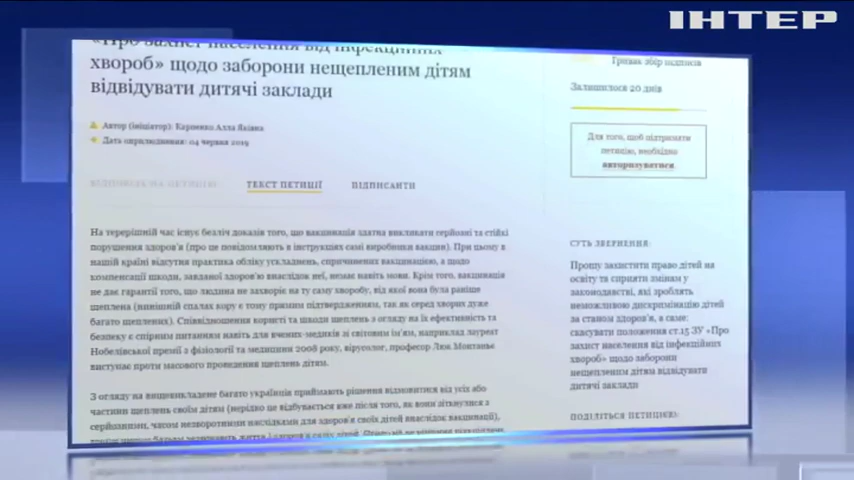 ІНТЕР
«Про захист населення від інфекційних
хвороб» щодо заборони нещепленим дітям
відвідувати дитячі заклади
Автор (ініціатор): Карпенко Алла
Дата оприлюднення: 04 червня 2019
ВІДПОВІДЬ НА ПЕТИЦІЮ ТЕКСТ ПЕТИЦІЇ ПІДПИСАНТИ
На терерішній час існує безліч доказів того, що вакцинація здатна викликати серйозні та стійкі
порушення здоров'я (про це повідомляють в інструкціях самі виробники вакцин). При цьому в
нашій країні відсутня практика обліку ускладнень, спричинених вакцинацією, а щодо
компенсації шкоди, завданої здоров'ю внаслідок неї, немає навіть мови. Крім того, вакцинація
не дає гарантії того, що людина не захворіє на ту саму хворобу, від якої вона була раніше
щеплена (нинішній спалах кору є тому прямим підтвердженням, так як серед хворих дуже
багато щеплених). Співвідношення користі та шкоди щеплень з огляду на їх ефективність та
безпеку є спірним питанням навіть для вчених-медиків зі світовим ім'ям, наприклад лауреат
Нобелівської премії з фізіології та медицини 2008 року, вірусолог, професор Люк Монтаньє
виступає проти масового проведення щеплень дітям.
З огляду на вищевикладене багато українців приймають рішення відмовитися від усіх або
частини щеплень своїм дітям (нерідко це відбувається вже після того, як вони зіткнулися з
серйозними, часом незворотними наслідками для здоров'я своїх дітей внаслідок вакцинації),
Триває збір підписів
Залишилося 20 днів
Для того, щоб підтримати
петицію, необхідно
авторизуватися.
СУТЬ ЗВЕРНЕННЯ:
Прошу захистити право дітей на
освіту та сприяти змінам у
законодавстві, які зроблять
неможливою дискримінацію дітей
за станом здоров'я, а саме:
скасувати положення ст.15 ЗУ «Про
захист населення від інфекційних
хвороб» щодо заборони
нещепленим дітям відвідувати
дитячі заклади
ПОДІЛІТЬСЯ ПЕТИЦІЄЮ: